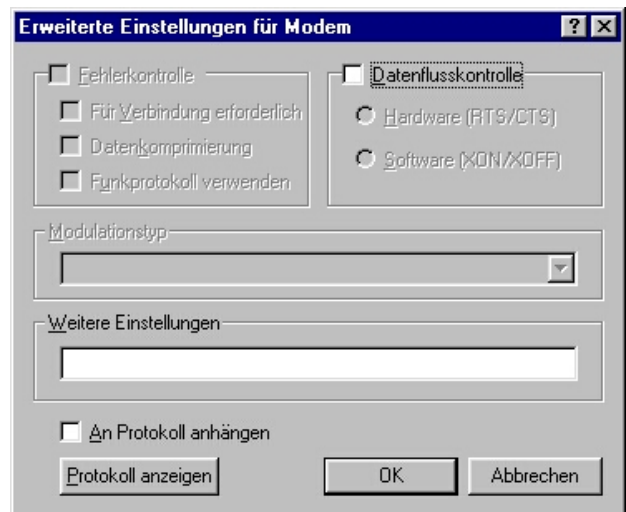 Erweiterte Einstellungen für Modem
Fehlerkontrolle
Für Verbindung erforderlich
Datenkomprimierung
Funkprotokoll verwenden
Datenflusskontrolle
Hardware (RTS/CTS)
Software (XON/XOFF)
Modulationstyp
Weitere Einstellungen
An Protokoll anhängen
Protokoll anzeigen
OK
Abbrechen